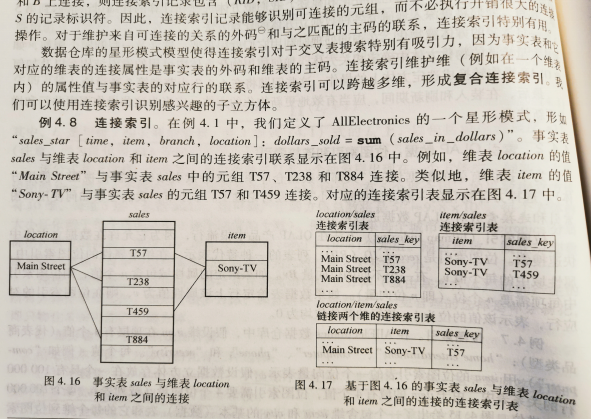 和 B 上连接，则连接索引记录包含 (RID,
S 的记录标识符。因此，连接索引记录能够识别可连接的元组，而不必执行开销很大的连接
操作。对于维护来自可连接的关系的外码和与之匹配的主码的联系，连接索引特别有用。
数据仓库的星形模式模型使得连接索引对于交叉表搜索特别有吸引力，因为事实表和它
对应的维表的连接属性是事实表的外码和维表的主码。连接索引维护维（例如在一个维表
内）的属性值与事实表的对应行的联系。连接索引可以跨越多维，形成复合连接索引。我
们可以使用连接索引识别感兴趣的子立方体。
例 4.8 连接索引。在例 4.1 中，我们定义了 AllElectronics 的一个星形模式，形如
“sales_star [time, item, branch, location]: dollars_sold = sum (sales_in_dollars)”。事实表
sales 与维表 location 和 item 之间的连接索引联系显示在图 4.16 中。例如，维表 location 的值
“Main Street” 与事实表 sales 中的元组 T57、T238 和 T884 连接。类似地，维表 item 的值
“Sony-TV” 与事实表 sales 的元组 T57 和 T459 连接。对应的连接索引表显示在图 4.17 中。
sales
location
item
Main Street
Sony-TV
T57
T238
T459
T884
图 4.16 事实表 sales 与维表 location
和 item 之间的连接
location/sales
连接索引表
location sales_key
...
Main Street T57
Main Street T238
Main Street T884
...
item/sales
连接索引表
item sales_key
...
Sony-TV T57
Sony-TV T459
...
location/item/sales
链接两个维的连接索引表
location item sales_key
...
Main Street Sony-TV T57
...
图 4.17 基于图 4.16 的事实表 sales 与维表 location
和 item 之间的连接的连接索引表